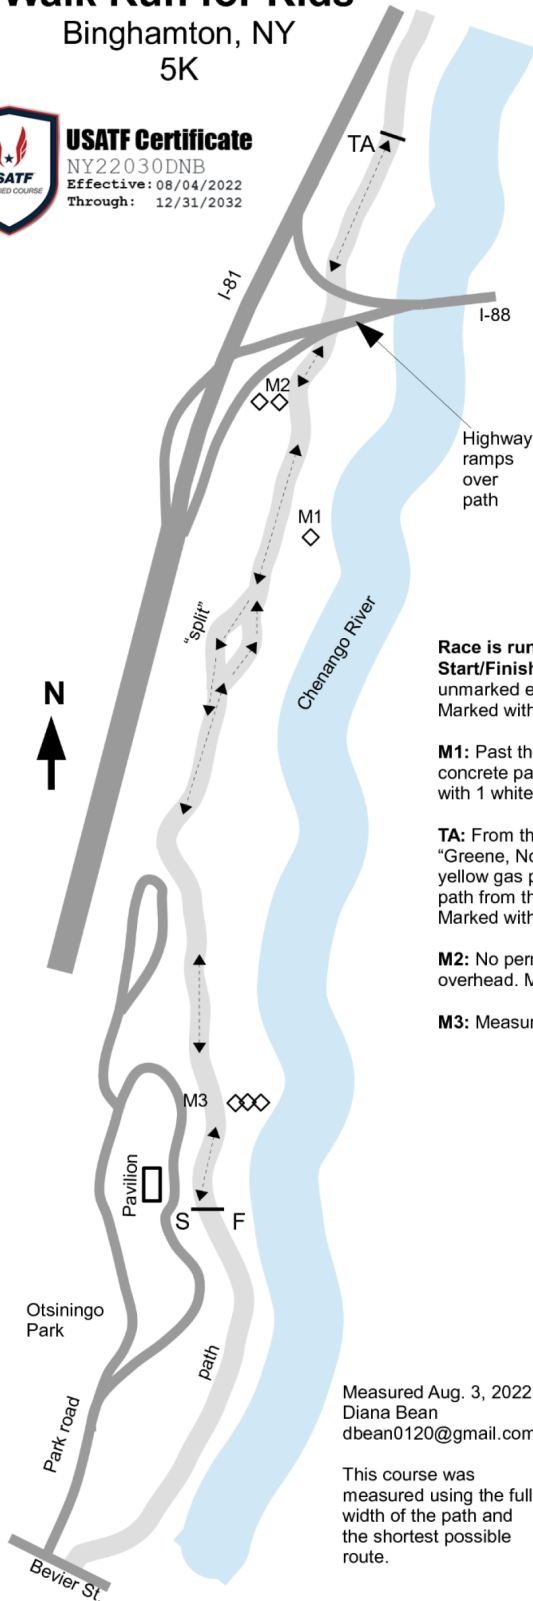 Walk Run for Kids
Binghamton, NY
5K
USATF Certificate
NY22030DNB
Effective: 08/04/2022
Through: 12/31/2032
TA
I-81
I-88
M2
Highway
ramps
over
path
M1
"split"
Chenango River
N
Race is run
Start/Finish
unmarked e
Marked with
M1: Past th
concrete pa
with 1 white
TA: From th
“Greene, No
yellow gas p
path from th
Marked with
M2: No perr
overhead. M
M3: Measur
M3
Pavilion
S F
Otsiningo
Park
path
Park road
Measured Aug. 3, 2022
Diana Bean
dbean0120@gmail.com
This course was
measured using the full
width of the path and
the shortest possible
route.
Bevier St.